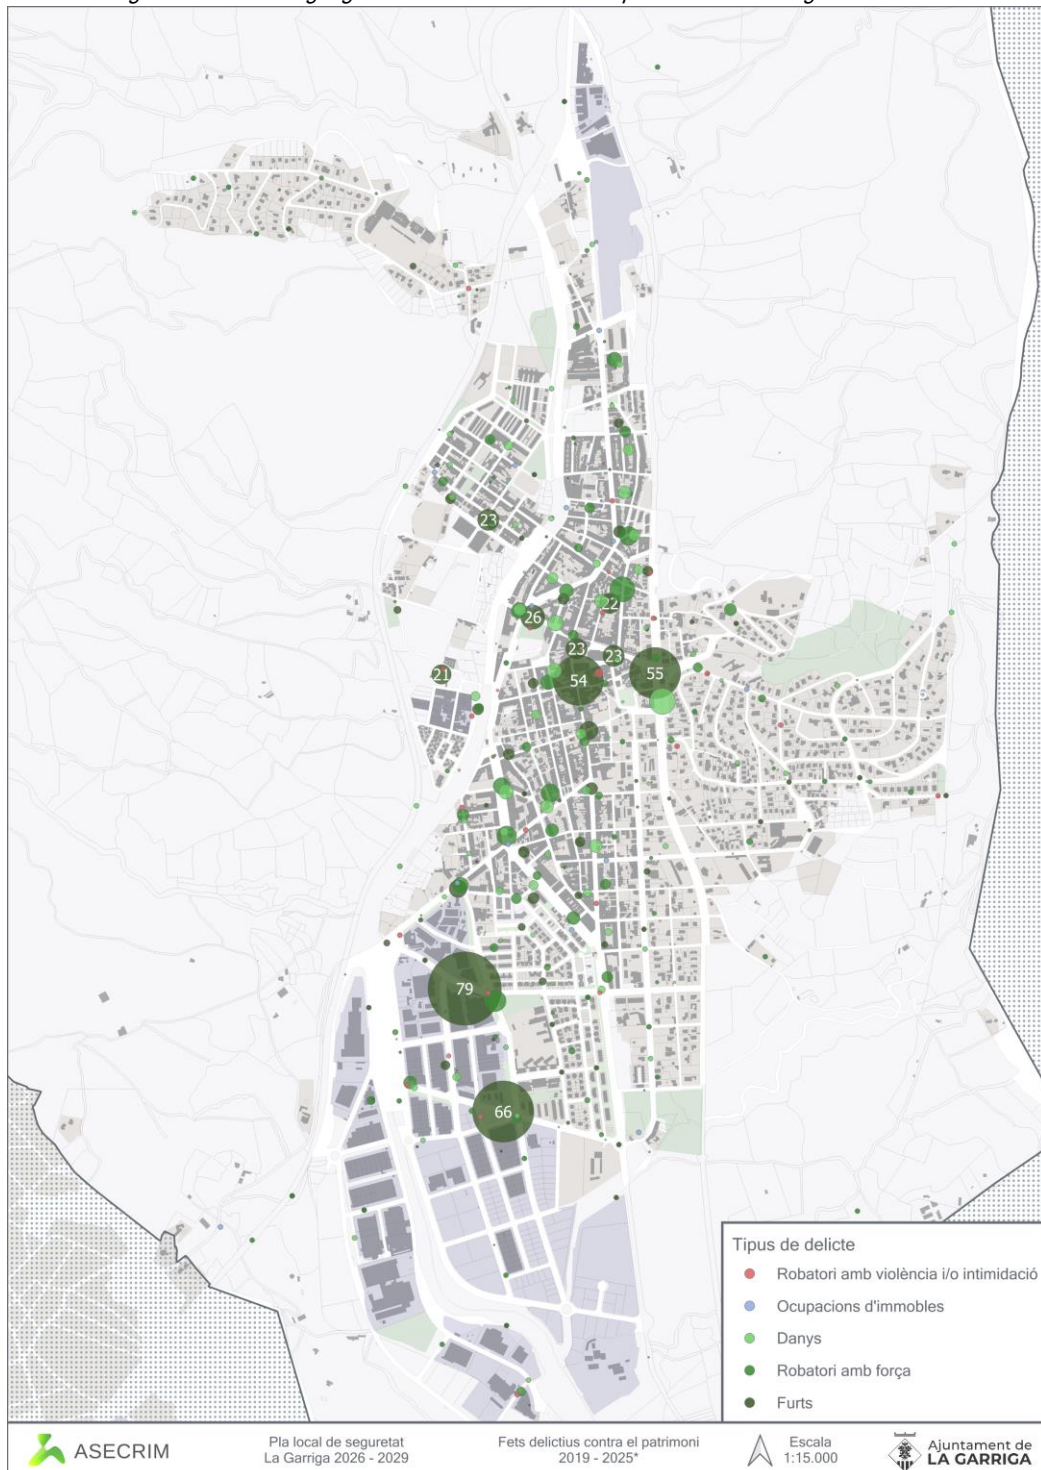 23
22
26
23
23
54
55
21
79
66
Tipus de delicte
Robatori amb violència i/o intimidació
Ocupacions d'immobles
Danys
Robatori amb força
Furts
ASECRIM
Pla local de seguretat
La Garriga 2026 - 2029
Fets delictius contra el patrimoni
2019 - 2025*
Escala
1:15.000
Ajuntament de
LA GARRIGA